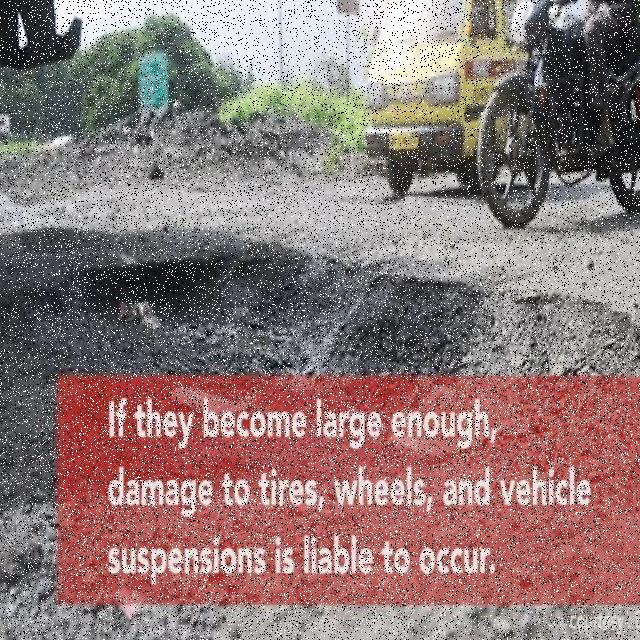 If they become large enough,
damage to tires, wheels, and vehicle
suspensions is liable to occur.